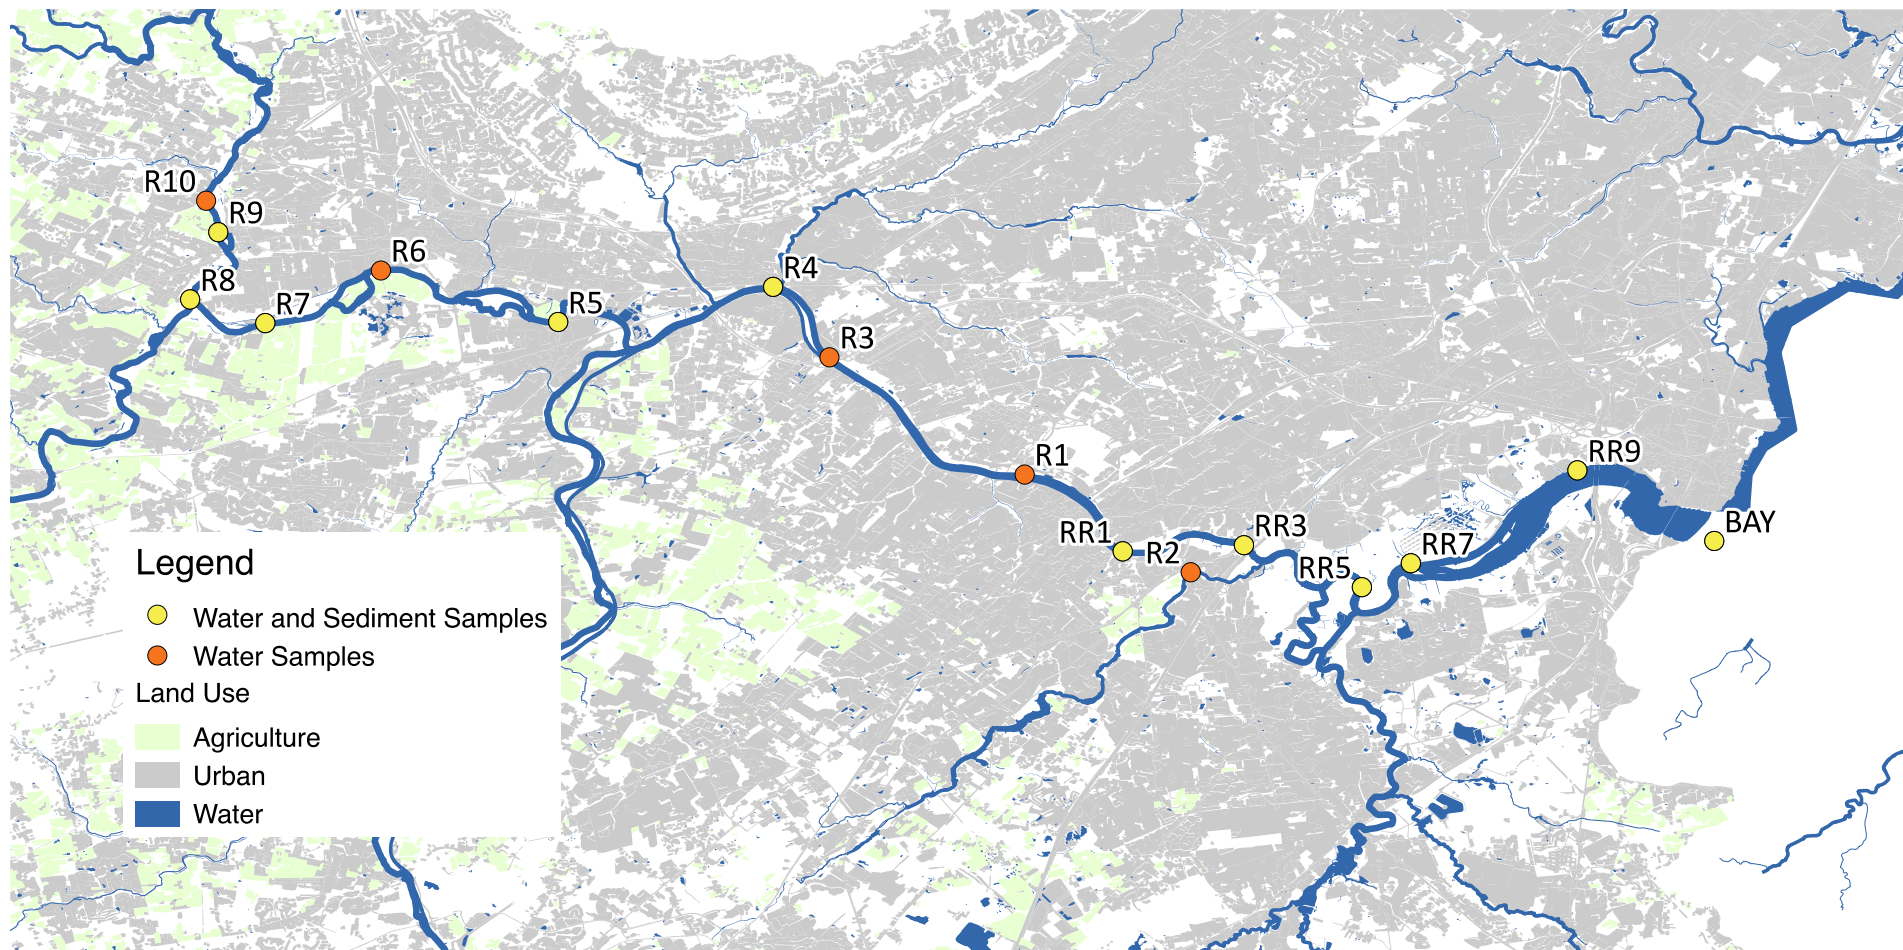 R10
R9
R6
R8
R7
R5
R4
R3
R1
RR9
RR1
R2
RR3
RR5
RR7
BAY
Legend
Water and Sediment Samples
Water Samples
Land Use
Agriculture
Urban
Water